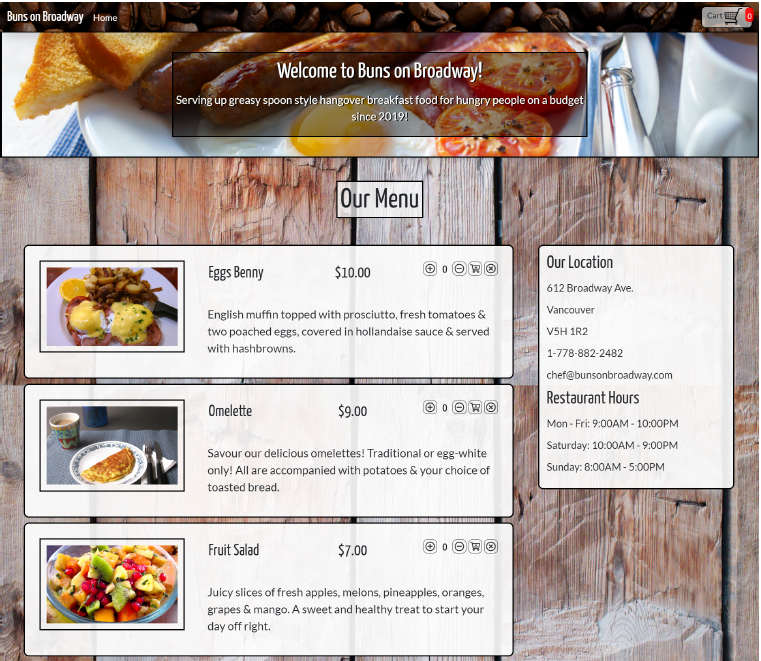 Buns on Broadway Home Cart 0
Welcome to Buns on Broadway!
Serving up greasy spoon style hangover breakfast food for hungry people on a budget
since 2019!
Our Menu
Eggs Benny $10.00 0
English muffin topped with prosciutto, fresh tomatoes &
two poached eggs, covered in hollandaise sauce & served
with hashbrowns.
Omelette $9.00 0
Savour our delicious omelettes! Traditional or egg-white
only! All are accompanied with potatoes & your choice of
toasted bread.
Fruit Salad $7.00 0
Juicy slices of fresh apples, melons, pineapples, oranges,
grapes & mango. A sweet and healthy treat to start your
day off right.
Our Location
612 Broadway Ave.
Vancouver
V5H 1R2
1-778-882-2482
chef@bunsonbroadway.com
Restaurant Hours
Mon - Fri: 9:00AM - 10:00PM
Saturday: 10:00AM - 9:00PM
Sunday: 8:00AM - 5:00PM